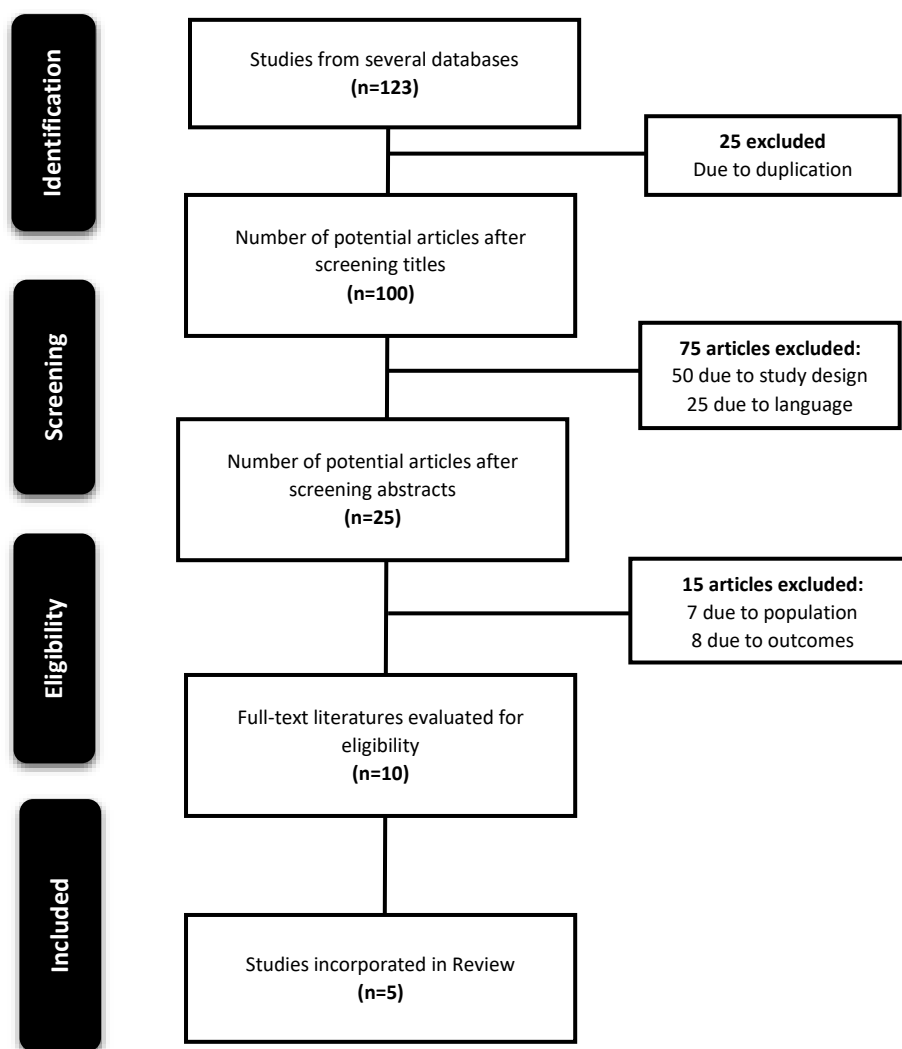 Identification
Studies from several databases
(n=123)
25 excluded
Due to duplication
Number of potential articles after
screening titles
(n=100)
Screening
75 articles excluded:
50 due to study design
25 due to language
Number of potential articles after
screening abstracts
(n=25)
Eligibility
15 articles excluded:
7 due to population
8 due to outcomes
Full-text literatures evaluated for
eligibility
(n=10)
Included
Studies incorporated in Review
(n=5)